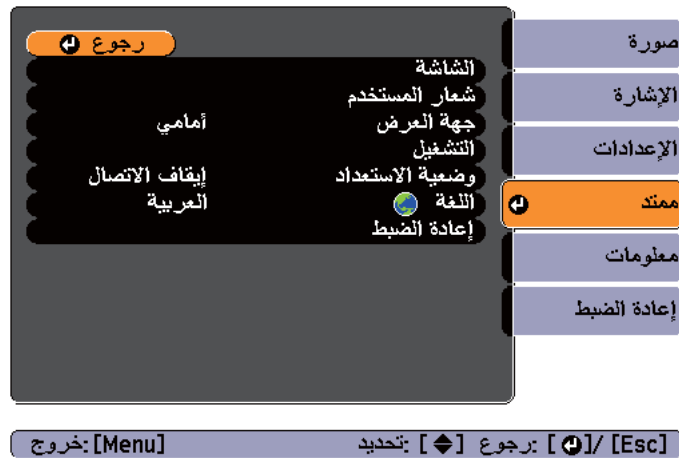 صورة
الإشارة
الإعدادات
ممتد
معلومات
إعادة الضبط
رجوع
الشاشة
شعار المستخدم
جهة العرض أمامي
التشغيل
وضعية الاستعداد إيقاف الاتصال
اللغة العربية
إعادة الضبط
[Esc] /[ ] :رجوع [ ] :تحديد [Menu] :خروج